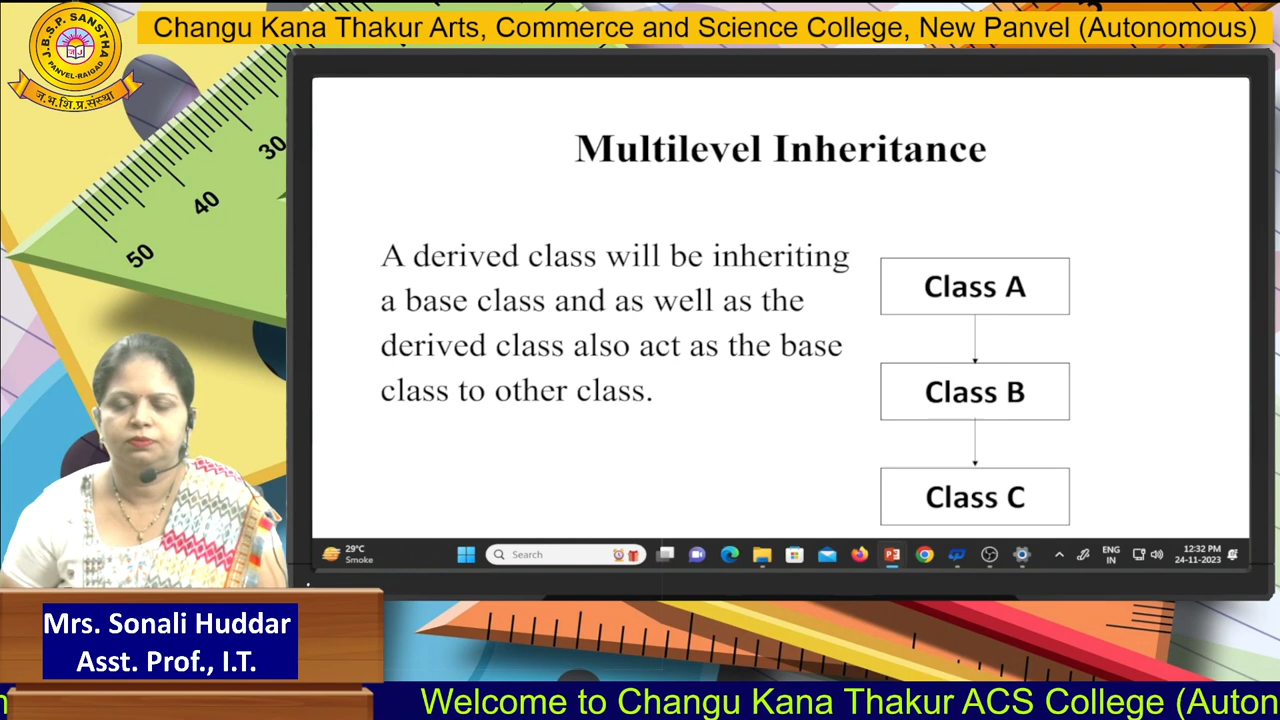 Changu Kana Thakur Arts, Commerce and Science College, New Panvel (Autonomous)
J.B.S.P. SANSTHA
PANVEL-RAIGAD
ज.भ.शि.प्र.संस्था
30
40
50
Multilevel Inheritance
A derived class will be inheriting
a base class and as well as the
derived class also act as the base
class to other class.
Class A
Class B
Class C
29°C
Smoke
Search
ENG
IN
12:32 PM
24-11-2023
Mrs. Sonali Huddar
Asst. Prof., I.T.
Welcome to Changu Kana Thakur ACS College (Auton